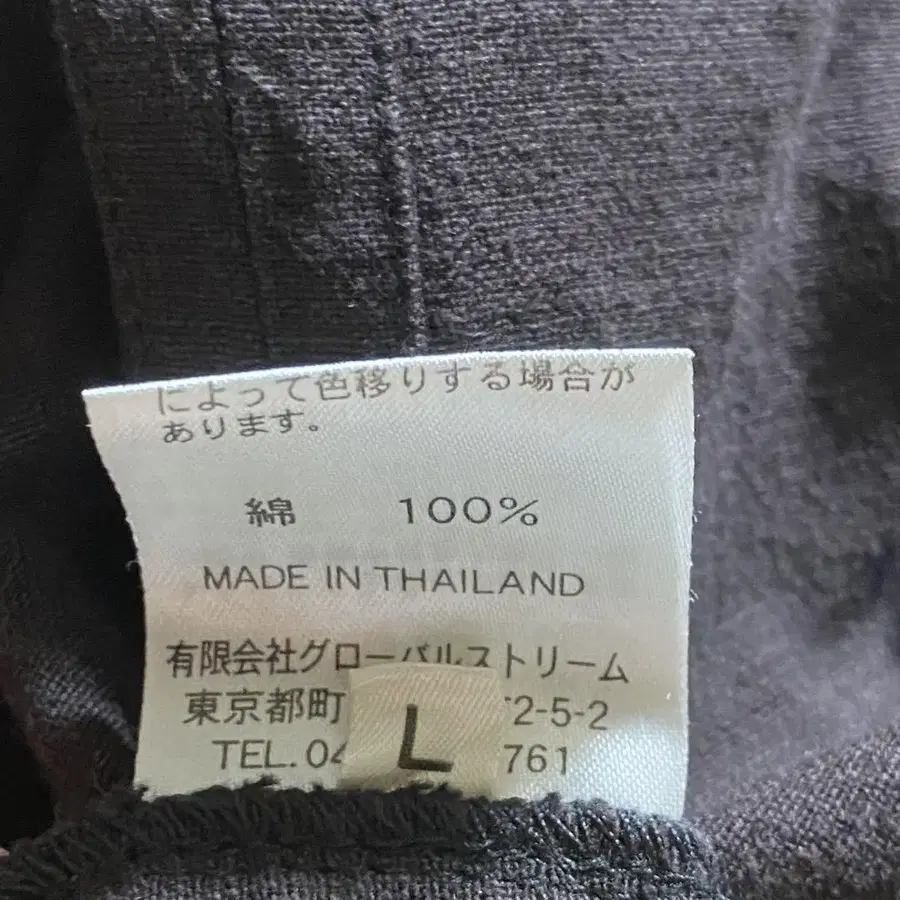 によって色移りする場合が
あります。
綿 100%
MADE IN THAILAND
有限会社グローバルストリーム
東京都町 2-5-2
TEL.04 761
L